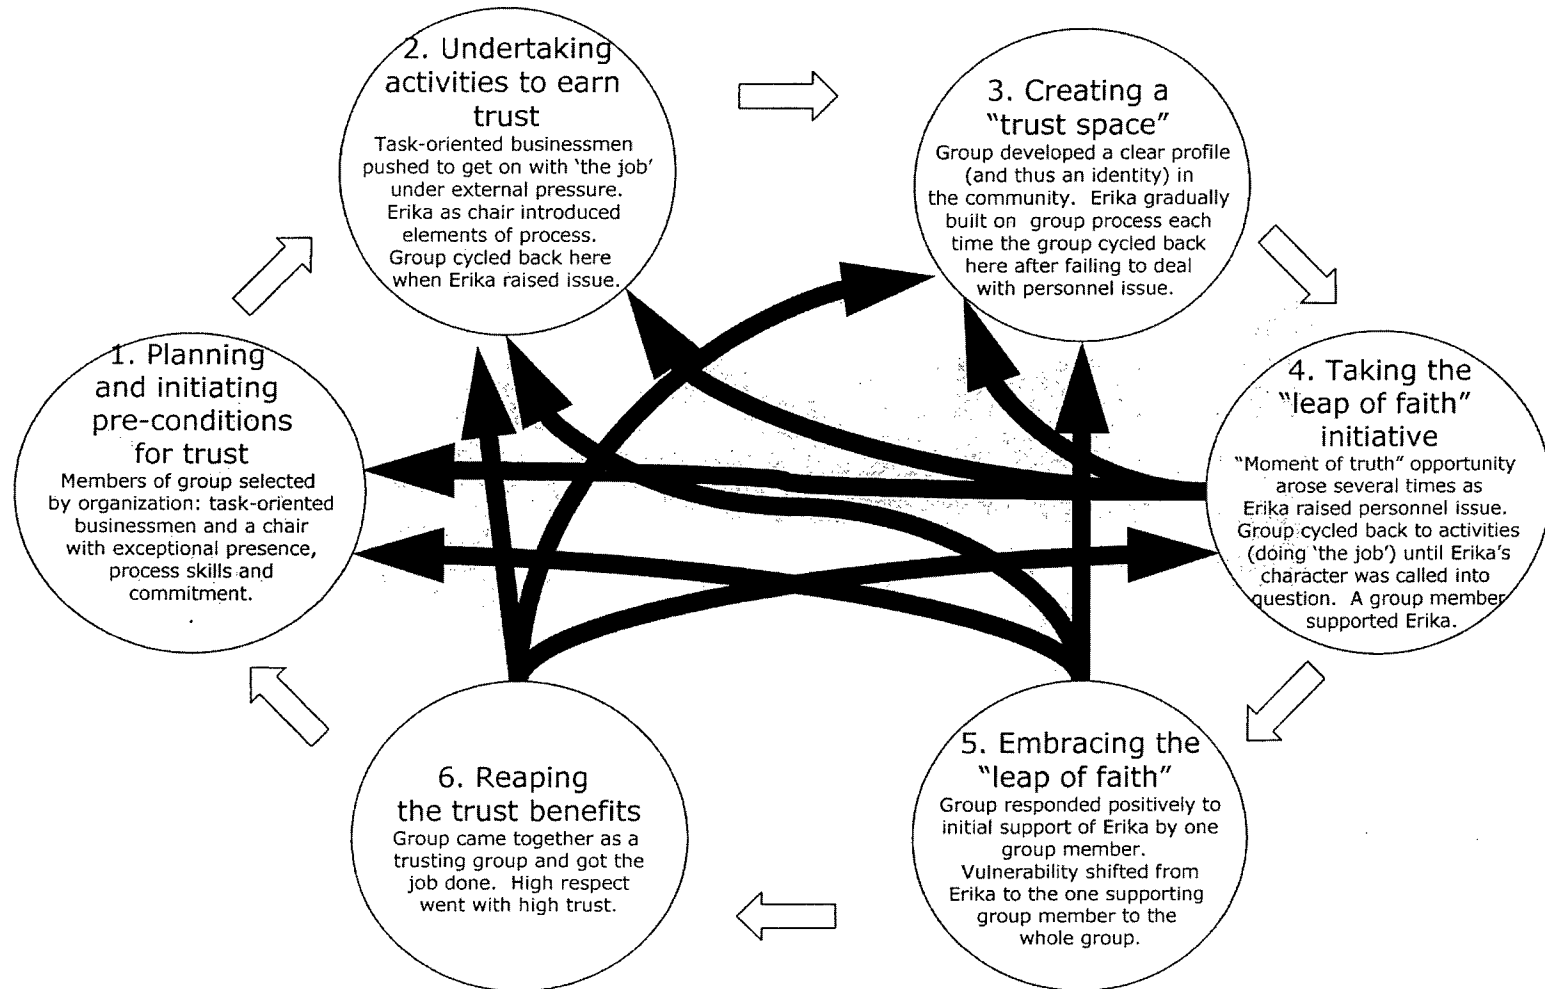 1. Planning
and initiating
pre-conditions
for trust
Members of group selected
by organization: task-oriented
businessmen and a chair
with exceptional presence,
process skills and
commitment.
2. Undertaking
activities to earn
trust
Task-oriented businessmen
pushed to get on with 'the job'
under external pressure.
Erika as chair introduced
elements of process.
Group cycled back here
when Erika raised issue.
3. Creating a
"trust space"
Group developed a clear profile
(and thus an identity) in
the community. Erika gradually
built on group process each
time the group cycled back
here after failing to deal
with personnel issue.
4. Taking the
"leap of faith"
initiative
"Moment of truth" opportunity
arose several times as
Erika raised personnel issue.
Group cycled back to activities
(doing 'the job') until Erika's
character was called into
question. A group member
supported Erika.
5. Embracing the
"leap of faith"
Group responded positively to
initial support of Erika by one
group member.
Vulnerability shifted from
Erika to the one supporting
group member to the
whole group.
6. Reaping
the trust benefits
Group came together as a
trusting group and got the
job done. High respect
went with high trust.